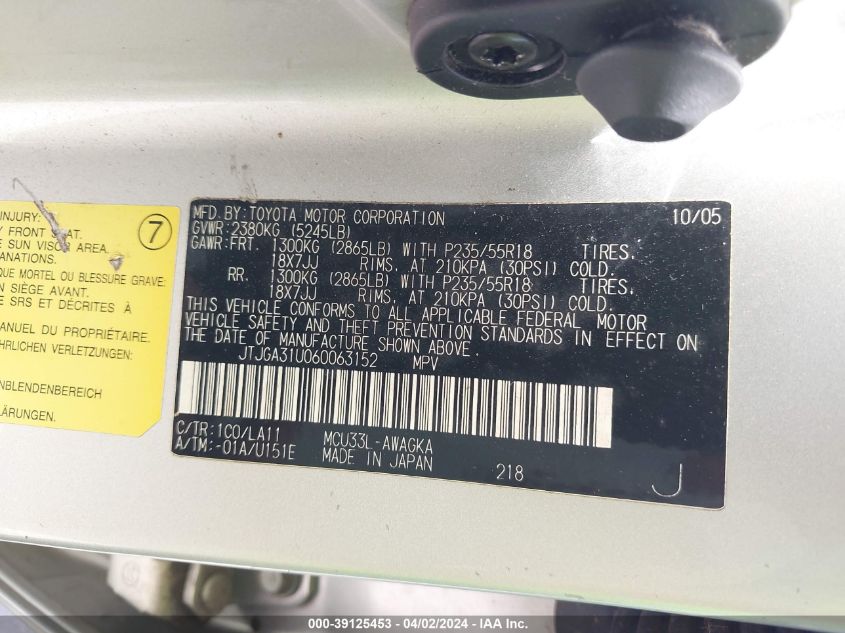 INJURY:
Y FRONT SEAT.
E SUN VISOR AREA.
ANATIONS.
QUE MORTEL OU BLESSURE GRAVE:
EN SIÈGE AVANT.
E SRS ET DÉCRITES À
MANUEL DU PROPRIÉTAIRE.
HRLICHEN VERLETZUNG
NBLENDENBEREICH
LÄRUNGEN.
7
MFD. BY: TOYOTA MOTOR CORPORATION 10/05
GVWR: 2380KG (5245LB)
GAWR: FRT. 1300KG (2865LB) WITH P235/55R18 TIRES,
18X7JJ RIMS, AT 210KPA (30PSI) COLD.
RR. 1300KG (2865LB) WITH P235/55R18 TIRES,
18X7JJ RIMS, AT 210KPA (30PSI) COLD.
THIS VEHICLE CONFORMS TO ALL APPLICABLE FEDERAL MOTOR
VEHICLE SAFETY AND THEFT PREVENTION STANDARDS IN EFFECT ON
THE DATE OF MANUFACTURE SHOWN ABOVE.
JTJGA31U060063152 MPV
C/TR: 1C0/LA11 MCU33L-AWAGKA
A/TM: -01A/U151E MADE IN JAPAN 218 J
000-39125453 - 04/02/2024 - IAA Inc.